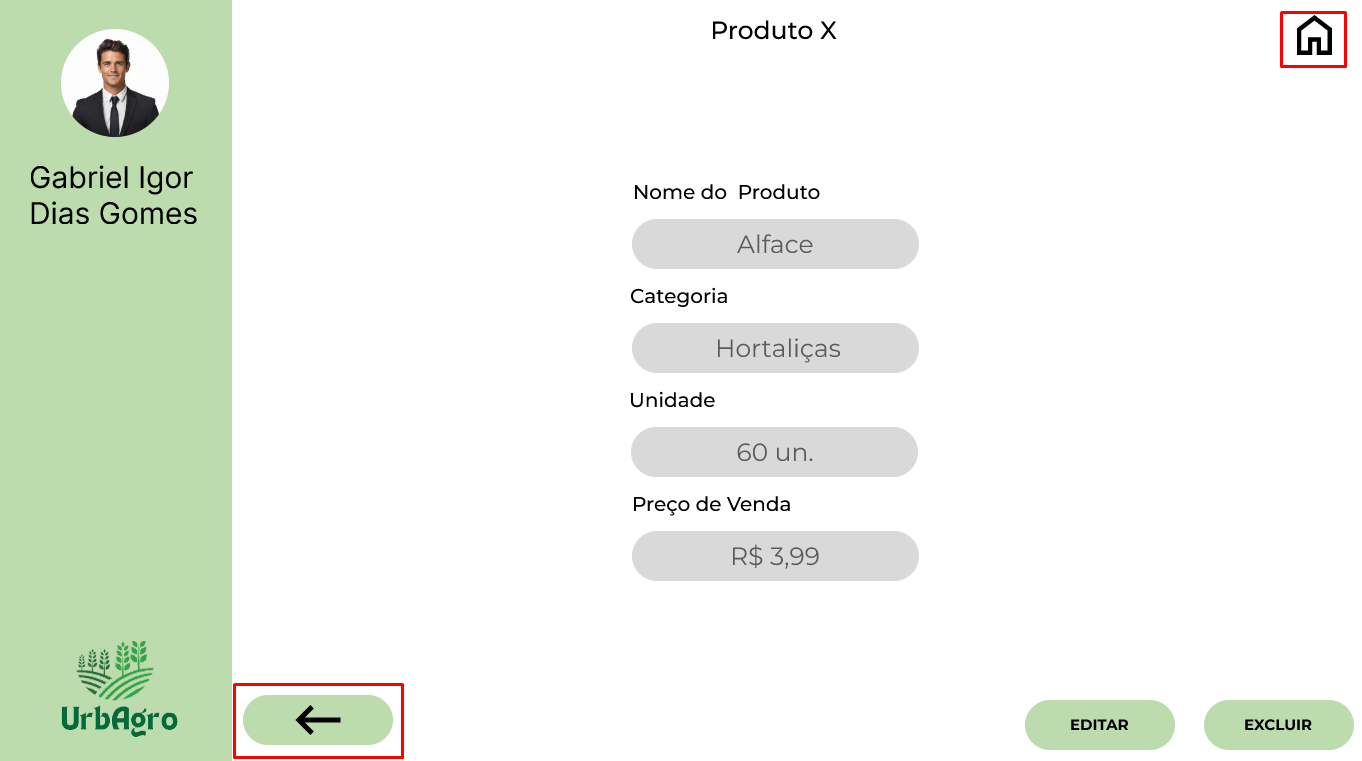 Produto X
Gabriel Igor
Dias Gomes
Nome do  Produto
Alface
Categoria
Hortaliças
Unidade
60 un.
Preço de Venda
R$ 3,99
UrbAgro
EDITAR
EXCLUIR